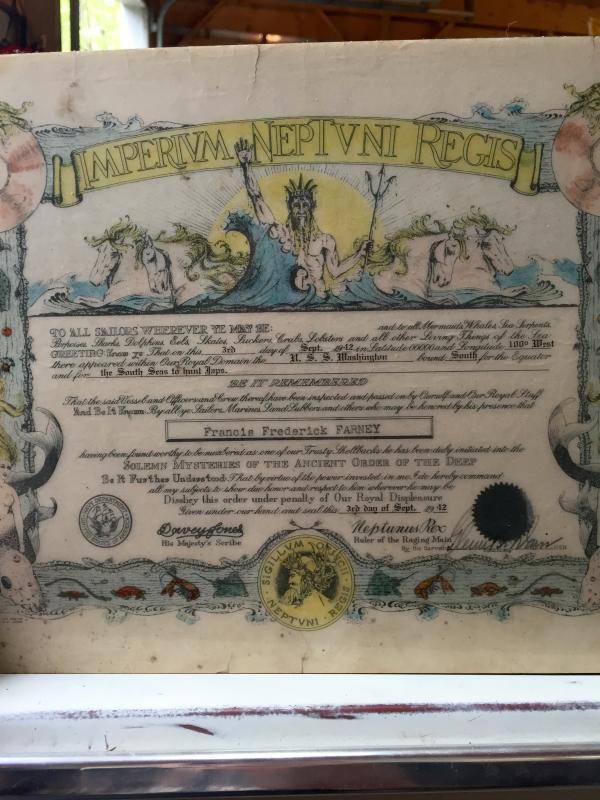 IMPERIVM NEPTVNI REGIS
TO ALL SAILORS WHEREVER YE MAY BE: and to all Mermaids, Whales, Sea Serpents,
Porpoises, Sharks, Dolphins, Eels, Skates, Suckers, Crabs, Lobsters and all other Living Things of the Sea
GREETING: Know ye: That on this 3rd day of Sept. 1942 in Latitude 00000 and Longitude West
there appeared within Our Royal Domain the U. S. S. Washington bound South for the Equator
and for the South Seas to hunt Japs.
BE IT REMEMBERED
That the said Vessel and Officers and Crew thereof have been inspected and passed on by Ourself and Our Royal Staff
And Be It Known: By all ye Sailors, Marines, Land Lubbers and others who may be honored by his presence that
Francis Frederick FARNEY
having been found worthy to be numbered as one of our Trusty Shellbacks he has been duly initiated into the
SOLEMN MYSTERIES OF THE ANCIENT ORDER OF THE DEEP
Be It Further Understood: That by virtue of the power invested in me I do hereby command
all my subjects to show due honor and respect to him wherever he may be
Disobey this order under penalty of Our Royal Displeasure
Given under our hand and seal this 3rd day of Sept. 1942
Davey Jones
His Majesty's Scribe
Neptunus Rex
Ruler of the Raging Main
By his Servant
SIGILLVM
NEPTVNI REGIS